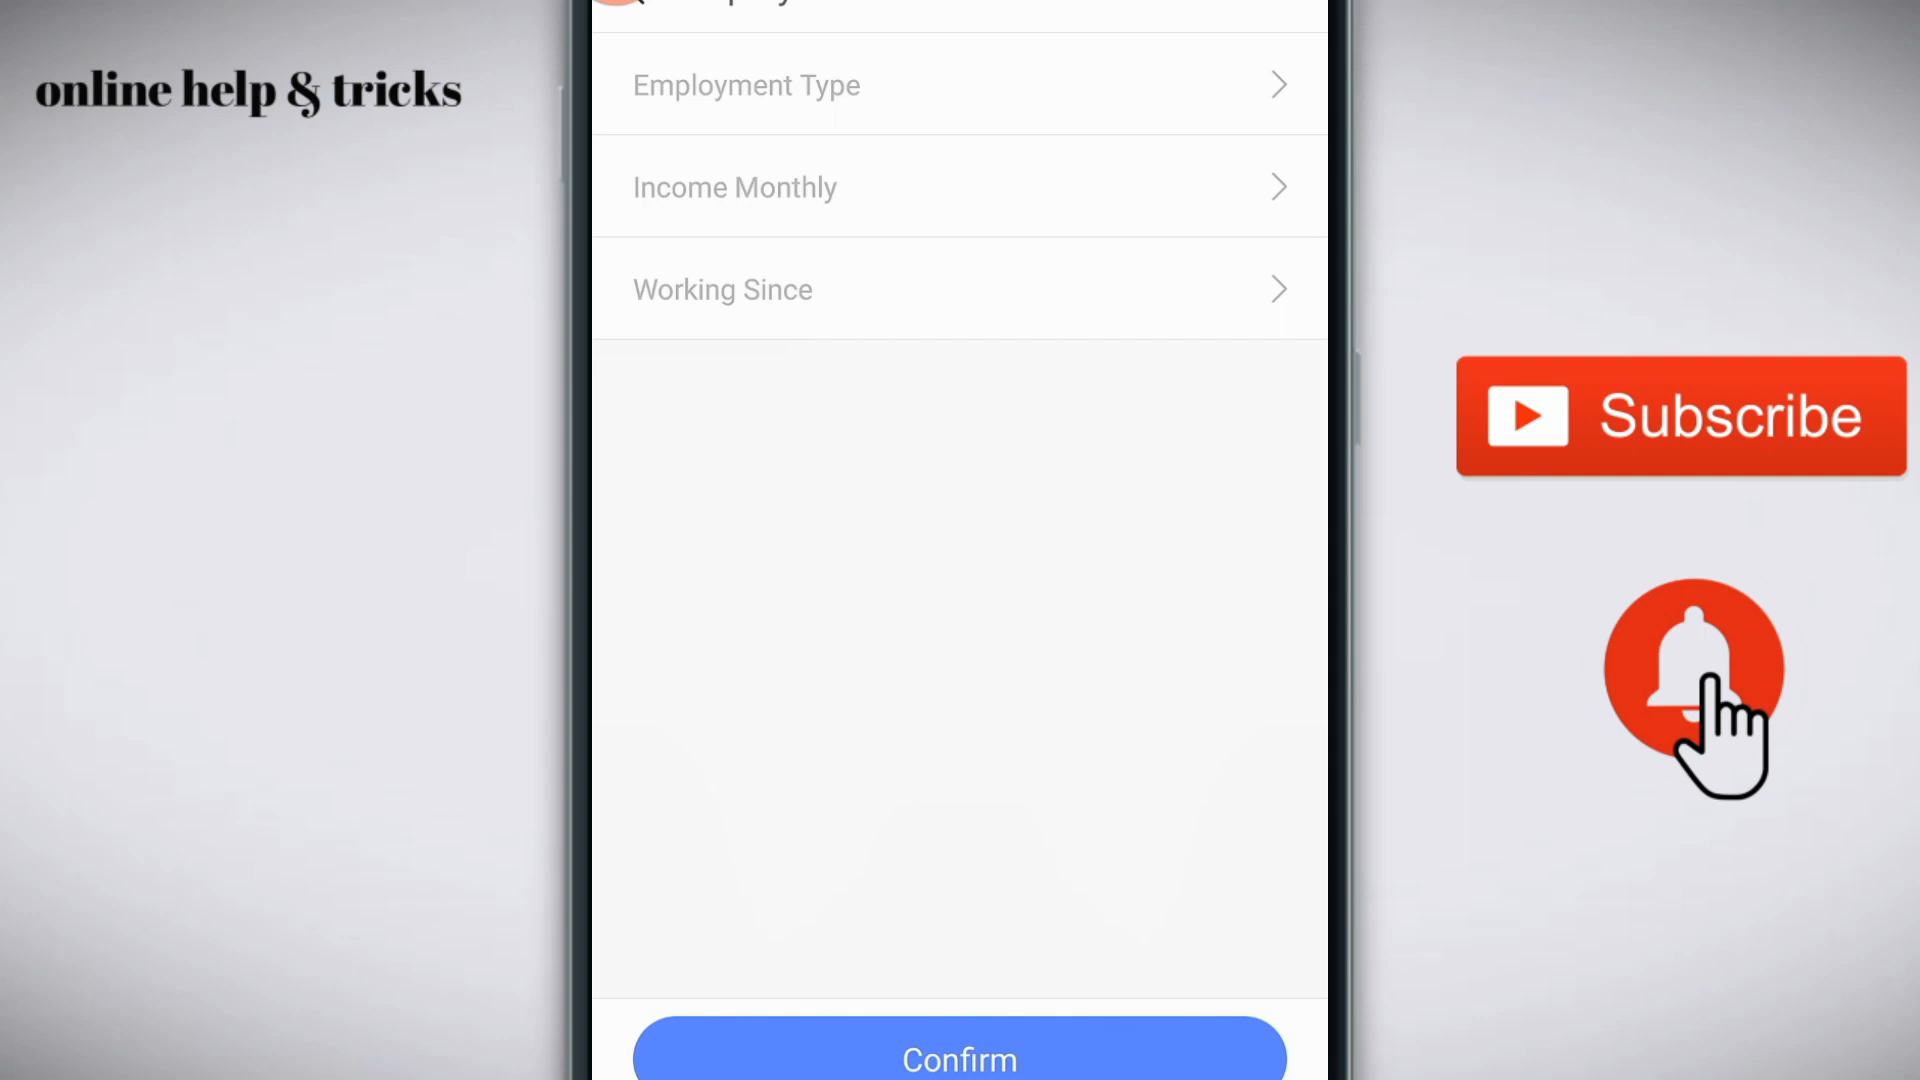 online help & tricks
Employment Type
Income Monthly
Working Since
Subscribe
Confirm